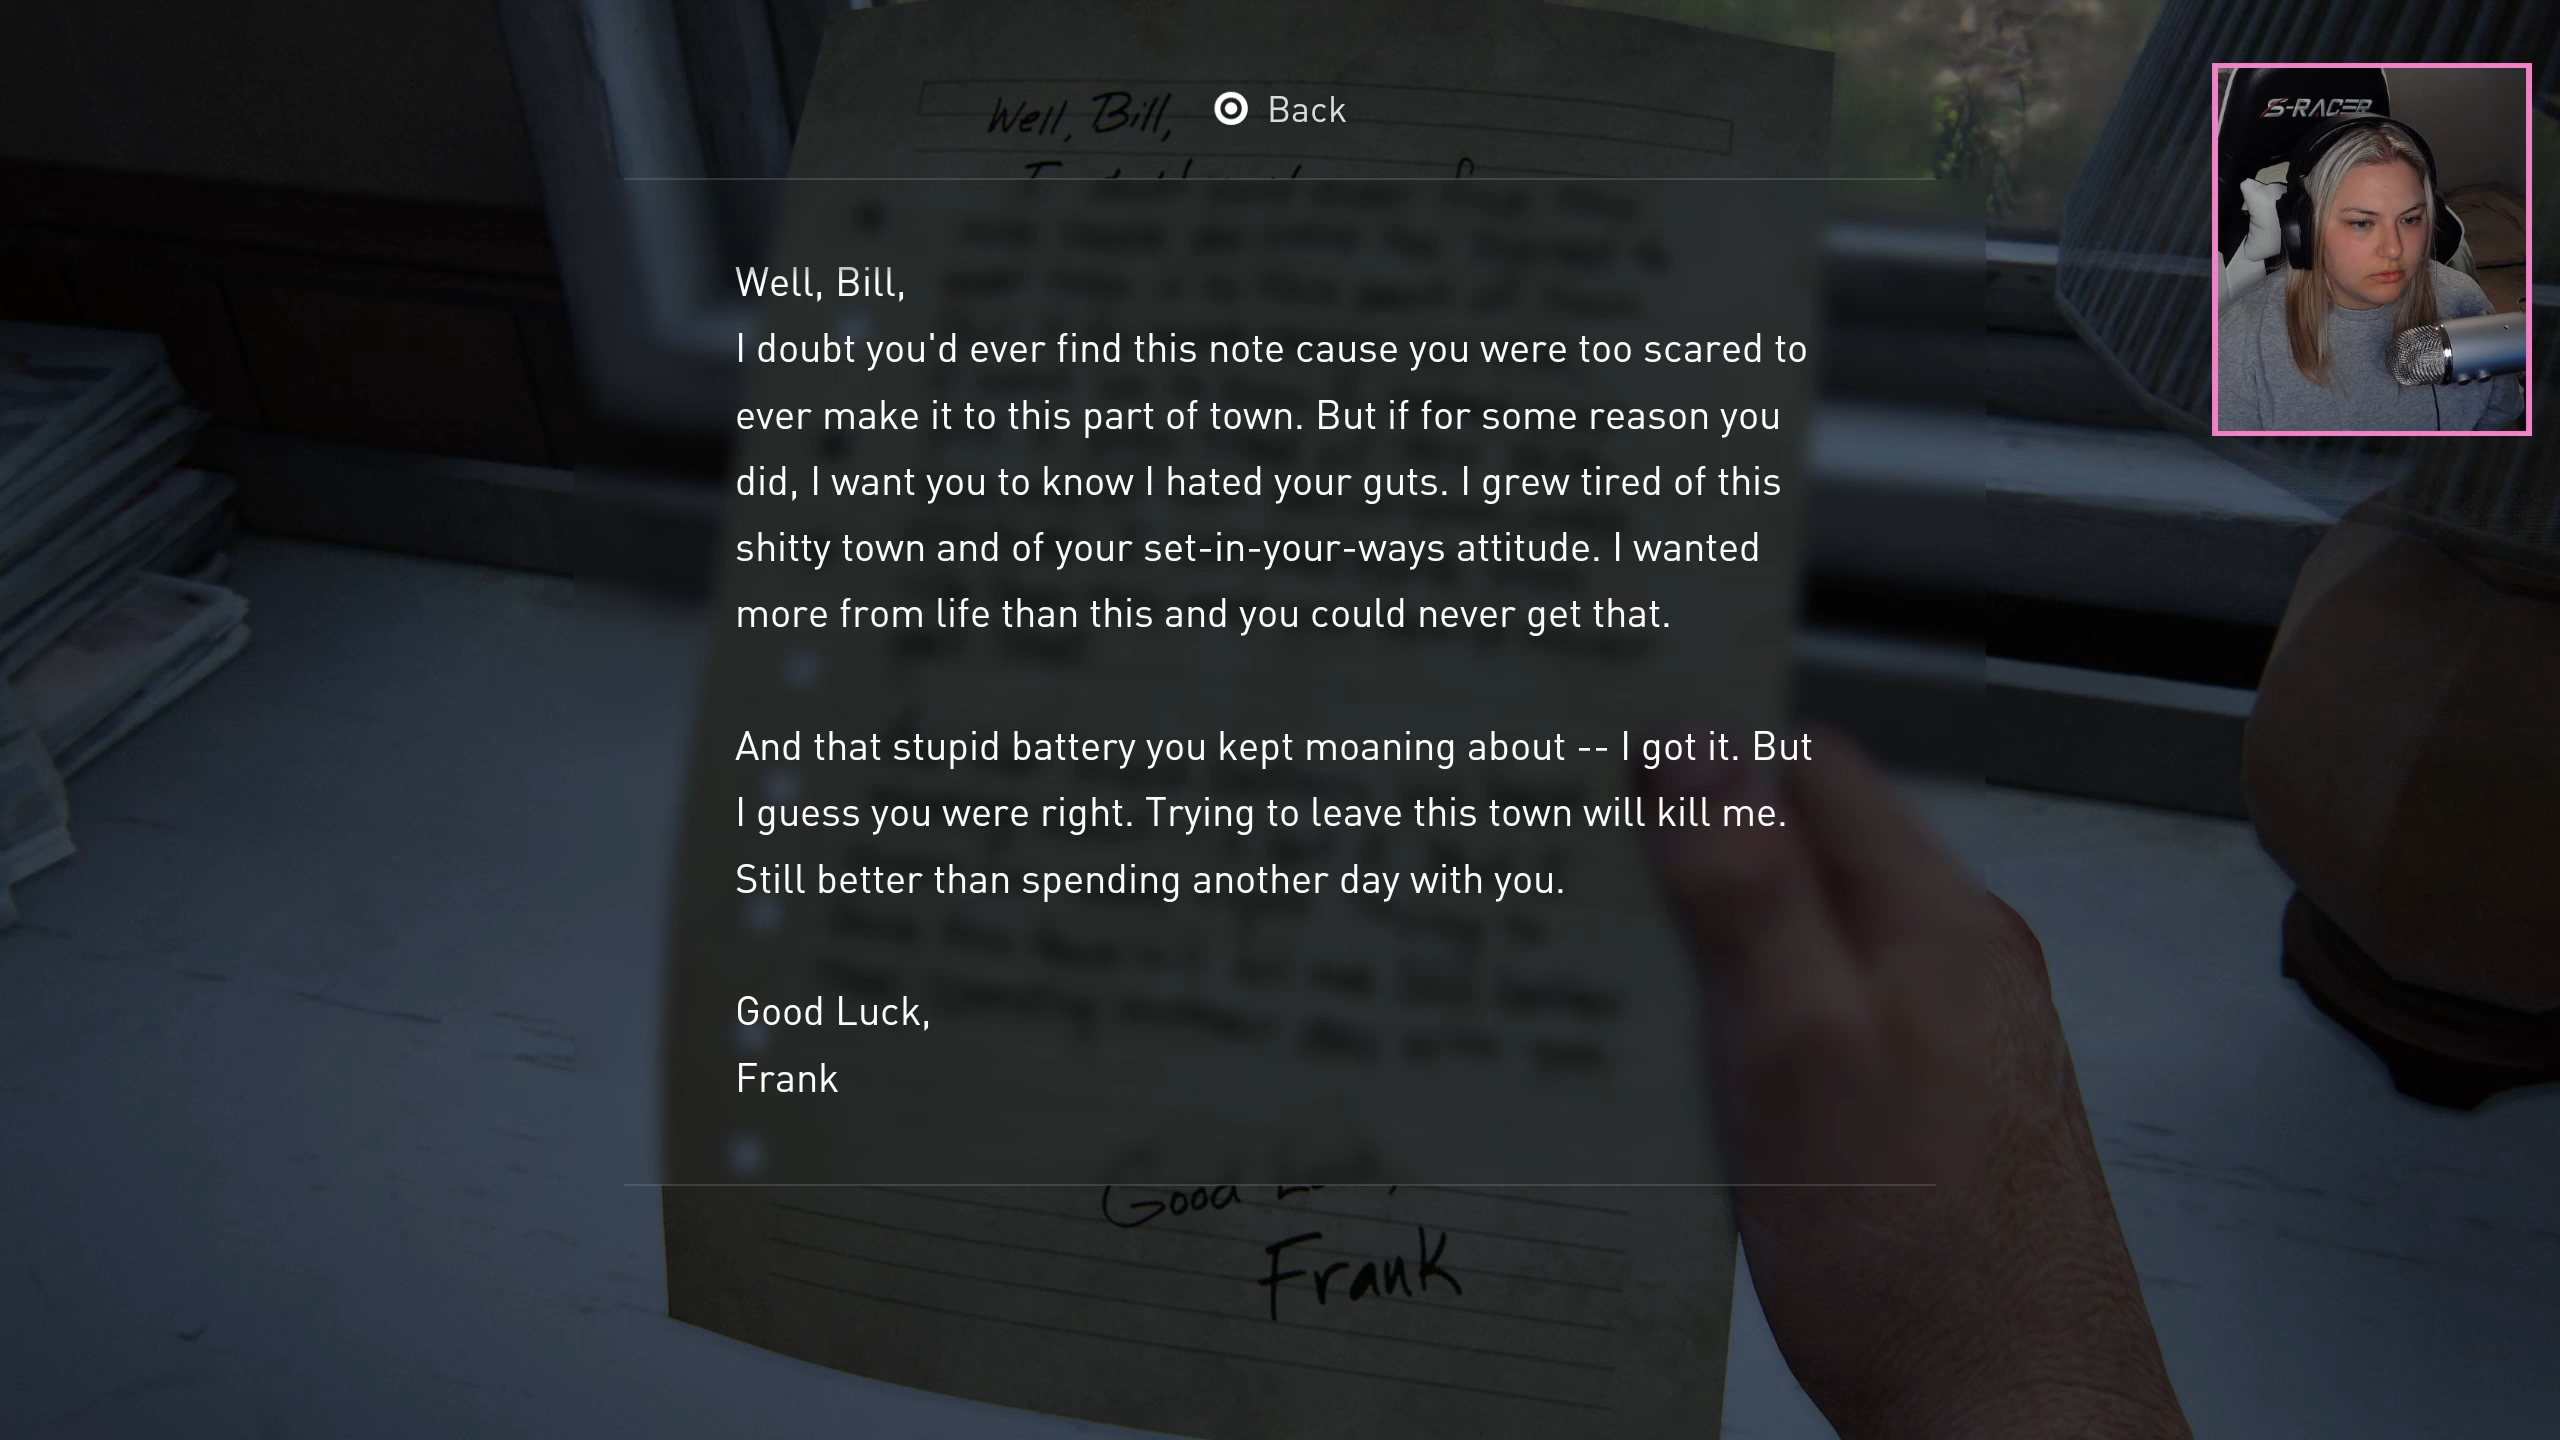 Well, Bill,
Back
S-RACER
Well, Bill,
I doubt you'd ever find this note cause you were too scared to
ever make it to this part of town. But if for some reason you
did, I want you to know I hated your guts. I grew tired of this
shitty town and of your set-in-your-ways attitude. I wanted
more from life than this and you could never get that.
And that stupid battery you kept moaning about -- I got it. But
I guess you were right. Trying to leave this town will kill me.
Still better than spending another day with you.
Good Luck,
Frank
Good Luck,
Frank